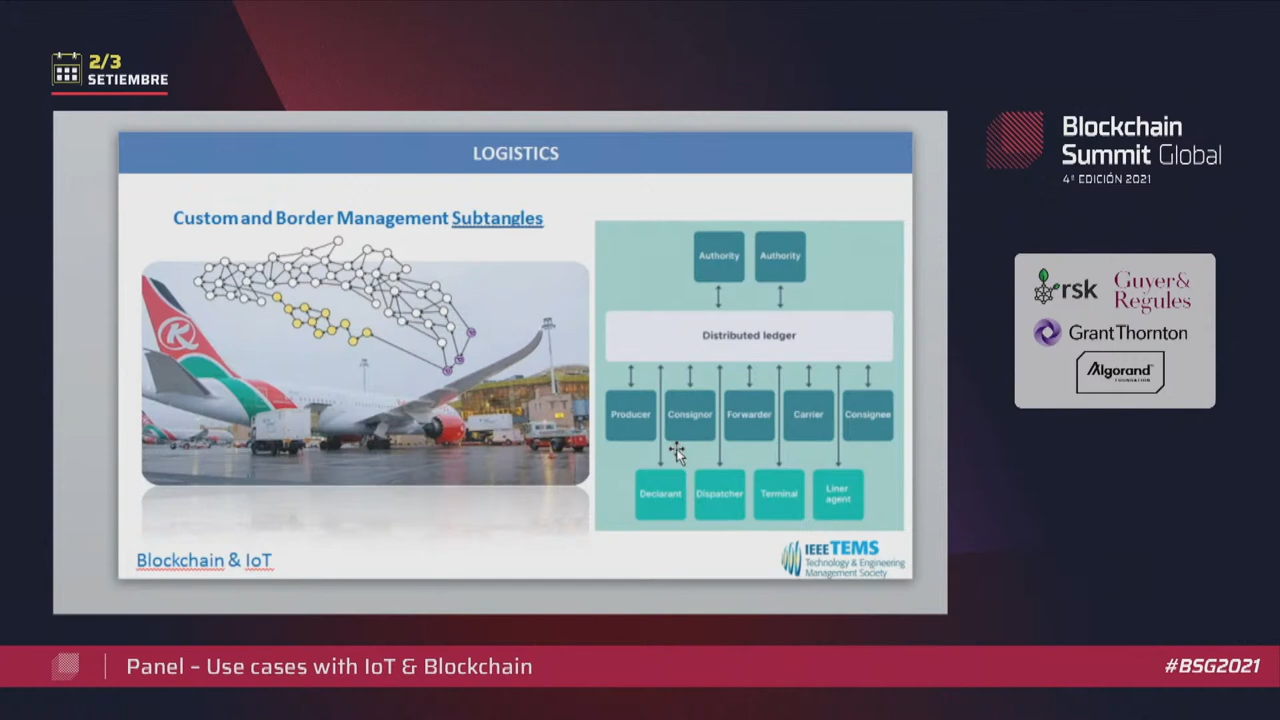 2/3
SETIEMBRE
LOGISTICS
Custom and Border Management Subtangles
Authority
Authority
Distributed ledger
Producer
Consignor
Forwarder
Carrier
Consignee
Declarant
Dispatcher
Terminal
Liner
agent
Blockchain & IoT
IEEE TEMS
Technology & Engineering
Management Society
Blockchain
Summit Global
4ª EDICIÓN 2021
rsk
Guyer&
Regules
GrantThornton
Algorand
FOUNDATION
Panel – Use cases with IoT & Blockchain
#BSG2021